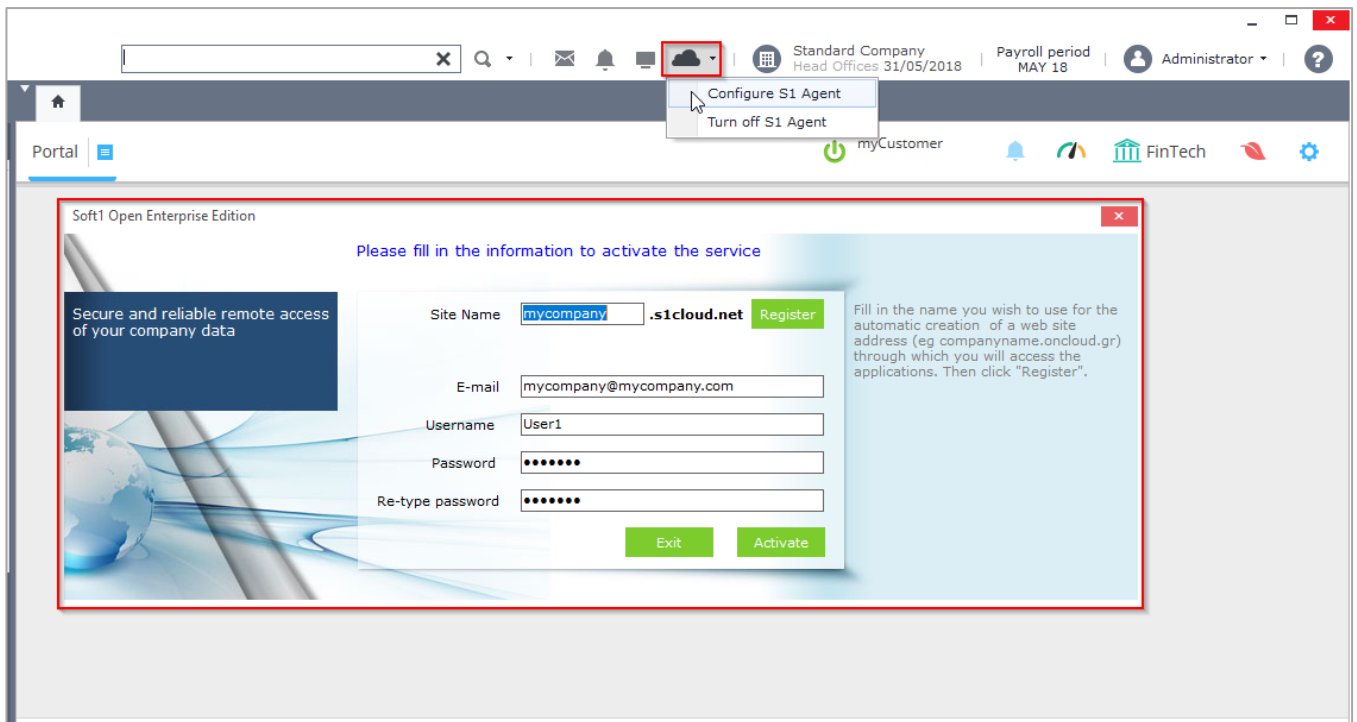 Standard Company
Head Offices 31/05/2018
Payroll period
MAY 18
Administrator
?
Configure S1 Agent
Turn off S1 Agent
Portal
myCustomer
FinTech
Soft1 Open Enterprise Edition
Please fill in the information to activate the service
Secure and reliable remote access
of your company data
Site Name mycompany .s1cloud.net Register
E-mail mycompany@mycompany.com
Username User1
Password •••••••
Re-type password •••••••
Exit Activate
Fill in the name you wish to use for the
automatic creation of a web site
address (eg companyname.oncloud.gr)
through which you will access the
applications. Then click "Register".